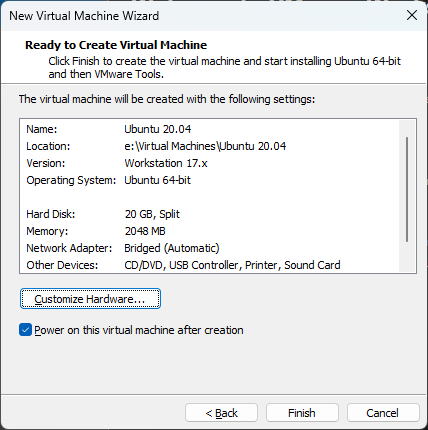 New Virtual Machine Wizard
Ready to Create Virtual Machine
Click Finish to create the virtual machine and start installing Ubuntu 64-bit
and then VMware Tools.
The virtual machine will be created with the following settings:
Name: Ubuntu 20.04
Location: e:\Virtual Machines\Ubuntu 20.04
Version: Workstation 17.x
Operating System: Ubuntu 64-bit
Hard Disk: 20 GB, Split
Memory: 2048 MB
Network Adapter: Bridged (Automatic)
Other Devices: CD/DVD, USB Controller, Printer, Sound Card
Customize Hardware...
Power on this virtual machine after creation
< Back Finish Cancel